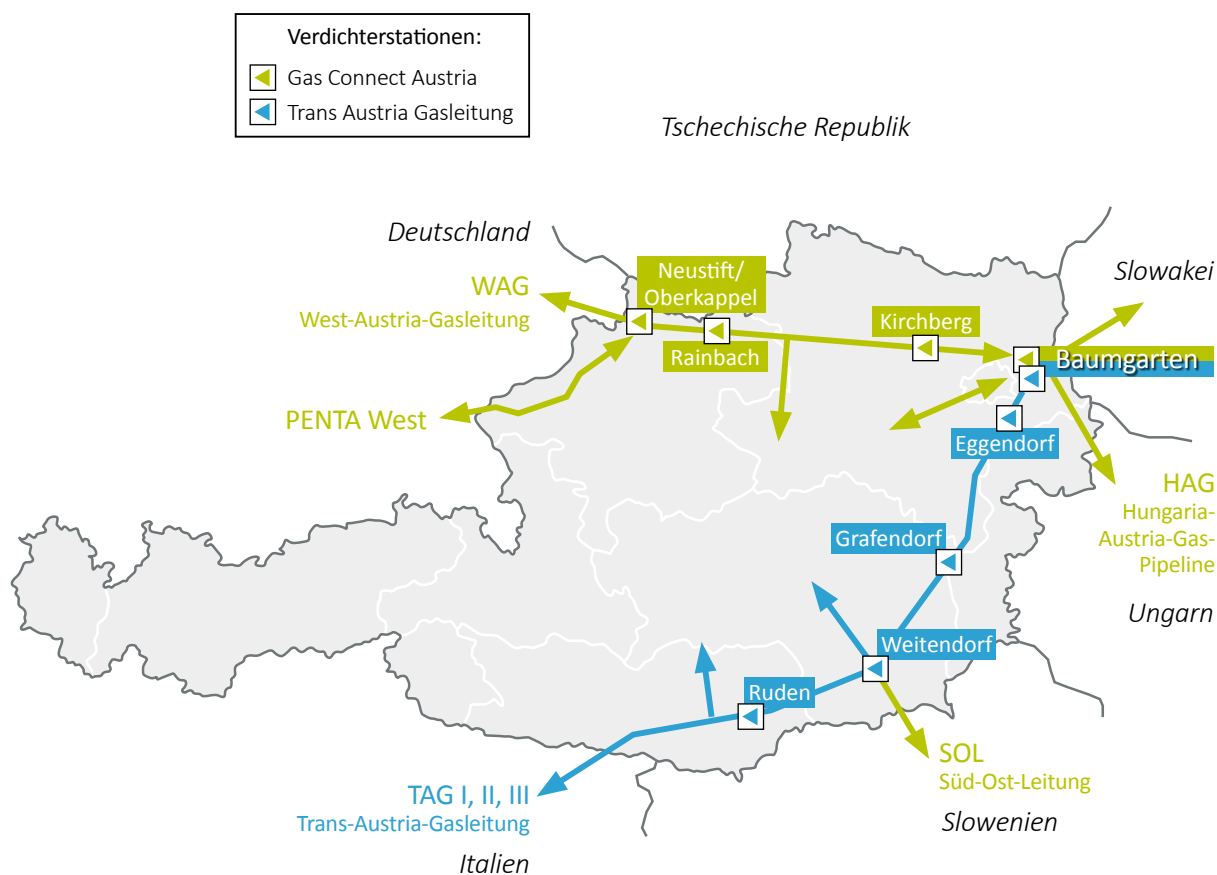 Verdichterstationen:
Gas Connect Austria
Trans Austria Gasleitung
Tschechische Republik
Deutschland
Slowakei
WAG
West-Austria-Gasleitung
Neustift/
Oberkappel
Rainbach
Kirchberg
Baumgarten
PENTA West
Eggendorf
HAG
Hungaria-
Austria-Gas-
Pipeline
Grafendorf
Ungarn
Weitendorf
Ruden
SOL
Süd-Ost-Leitung
Slowenien
TAG I, II, III
Trans-Austria-Gasleitung
Italien